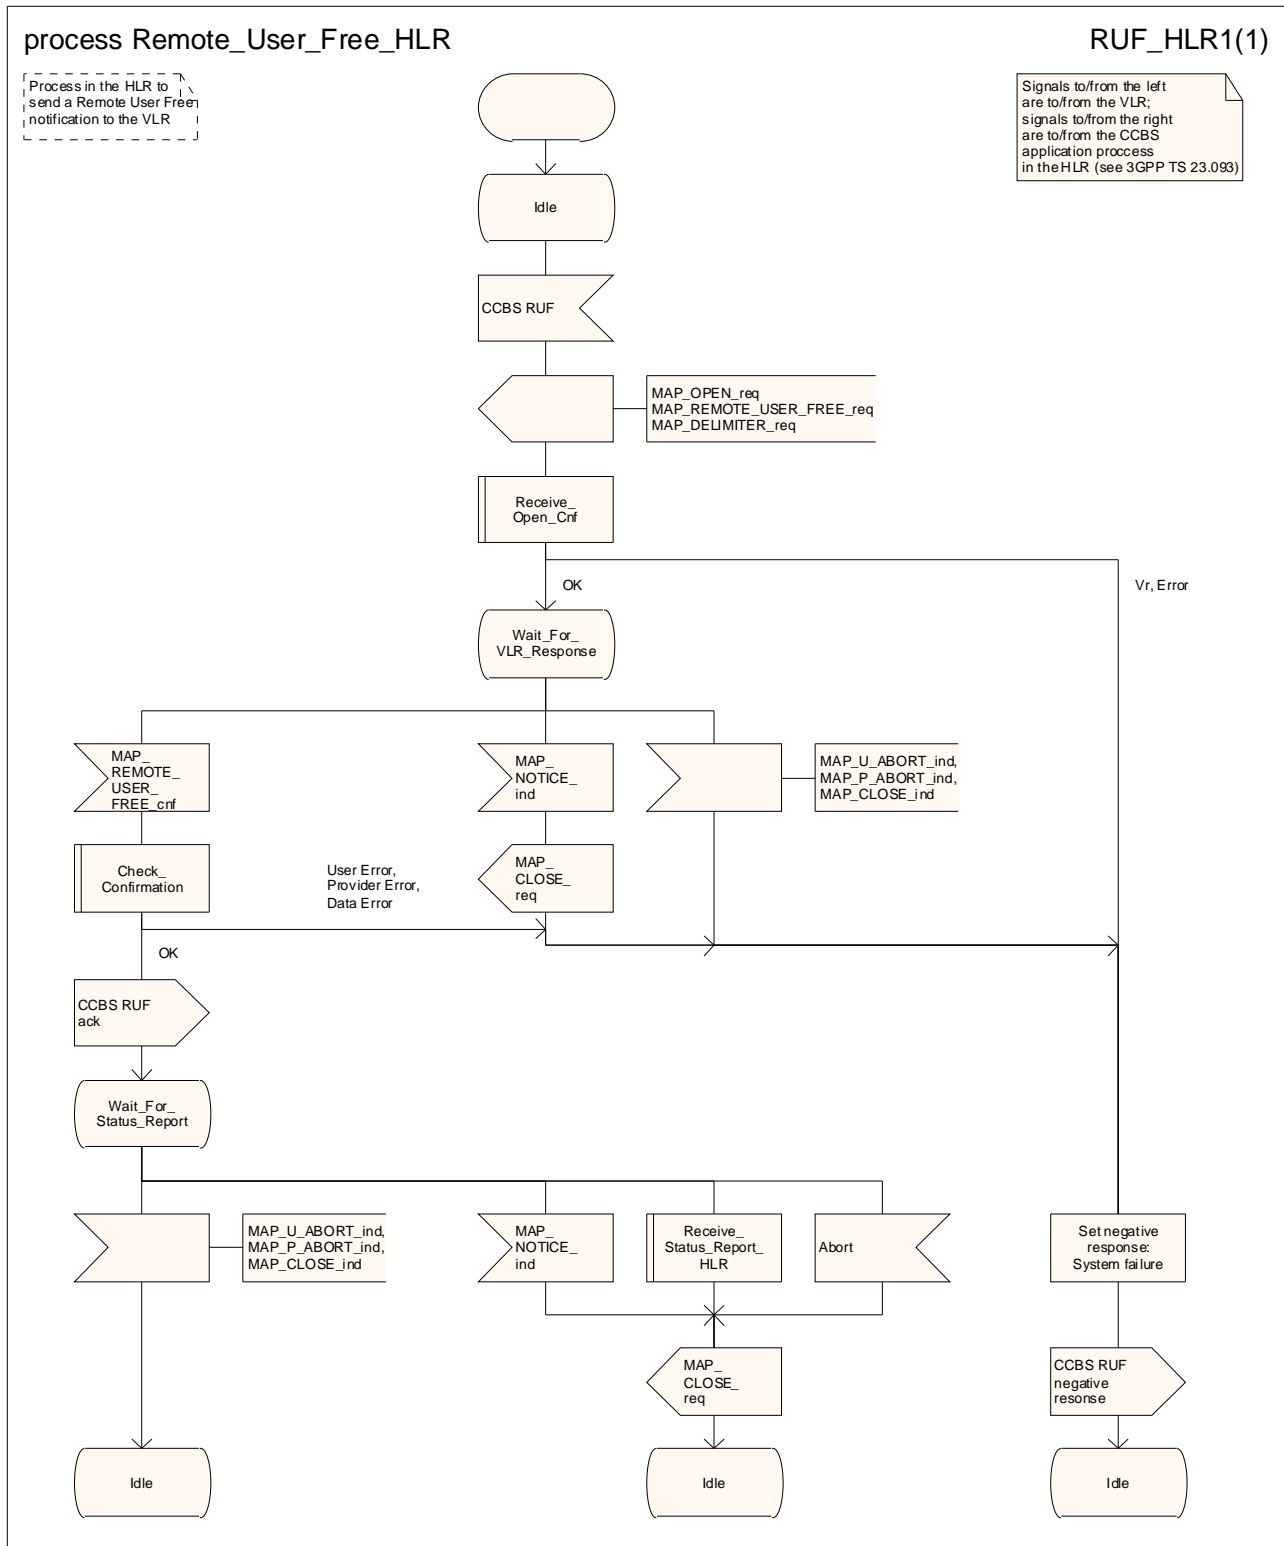 process Remote_User_Free_HLR
RUF_HLR1(1)
Process in the HLR to
send a Remote User Free
notification to the VLR
Signals to/from the left
are to/from the VLR;
signals to/from the right
are to/from the CCBS
application proccess
in the HLR (see 3GPP TS 23.093)
Idle
CCBS RUF
MAP_OPEN_req
MAP_REMOTE_USER_FREE_req
MAP_DELIMITER_req
Receive_
Open_Cnf
OK
Vr, Error
Wait_For_
VLR_Response
MAP_
REMOTE_
USER_
FREE_cnf
MAP_
NOTICE_
ind
MAP_U_ABORT_ind,
MAP_P_ABORT_ind,
MAP_CLOSE_ind
Check_
Confirmation
User Error,
Provider Error,
Data Error
MAP_
CLOSE_
req
OK
CCBS RUF
ack
Wait_For_
Status_Report
MAP_U_ABORT_ind,
MAP_P_ABORT_ind,
MAP_CLOSE_ind
MAP_
NOTICE_
ind
Receive_
Status_Report_
HLR
Abort
Set negative
response:
System failure
MAP_
CLOSE_
req
CCBS RUF
negative
resonse
Idle
Idle
Idle